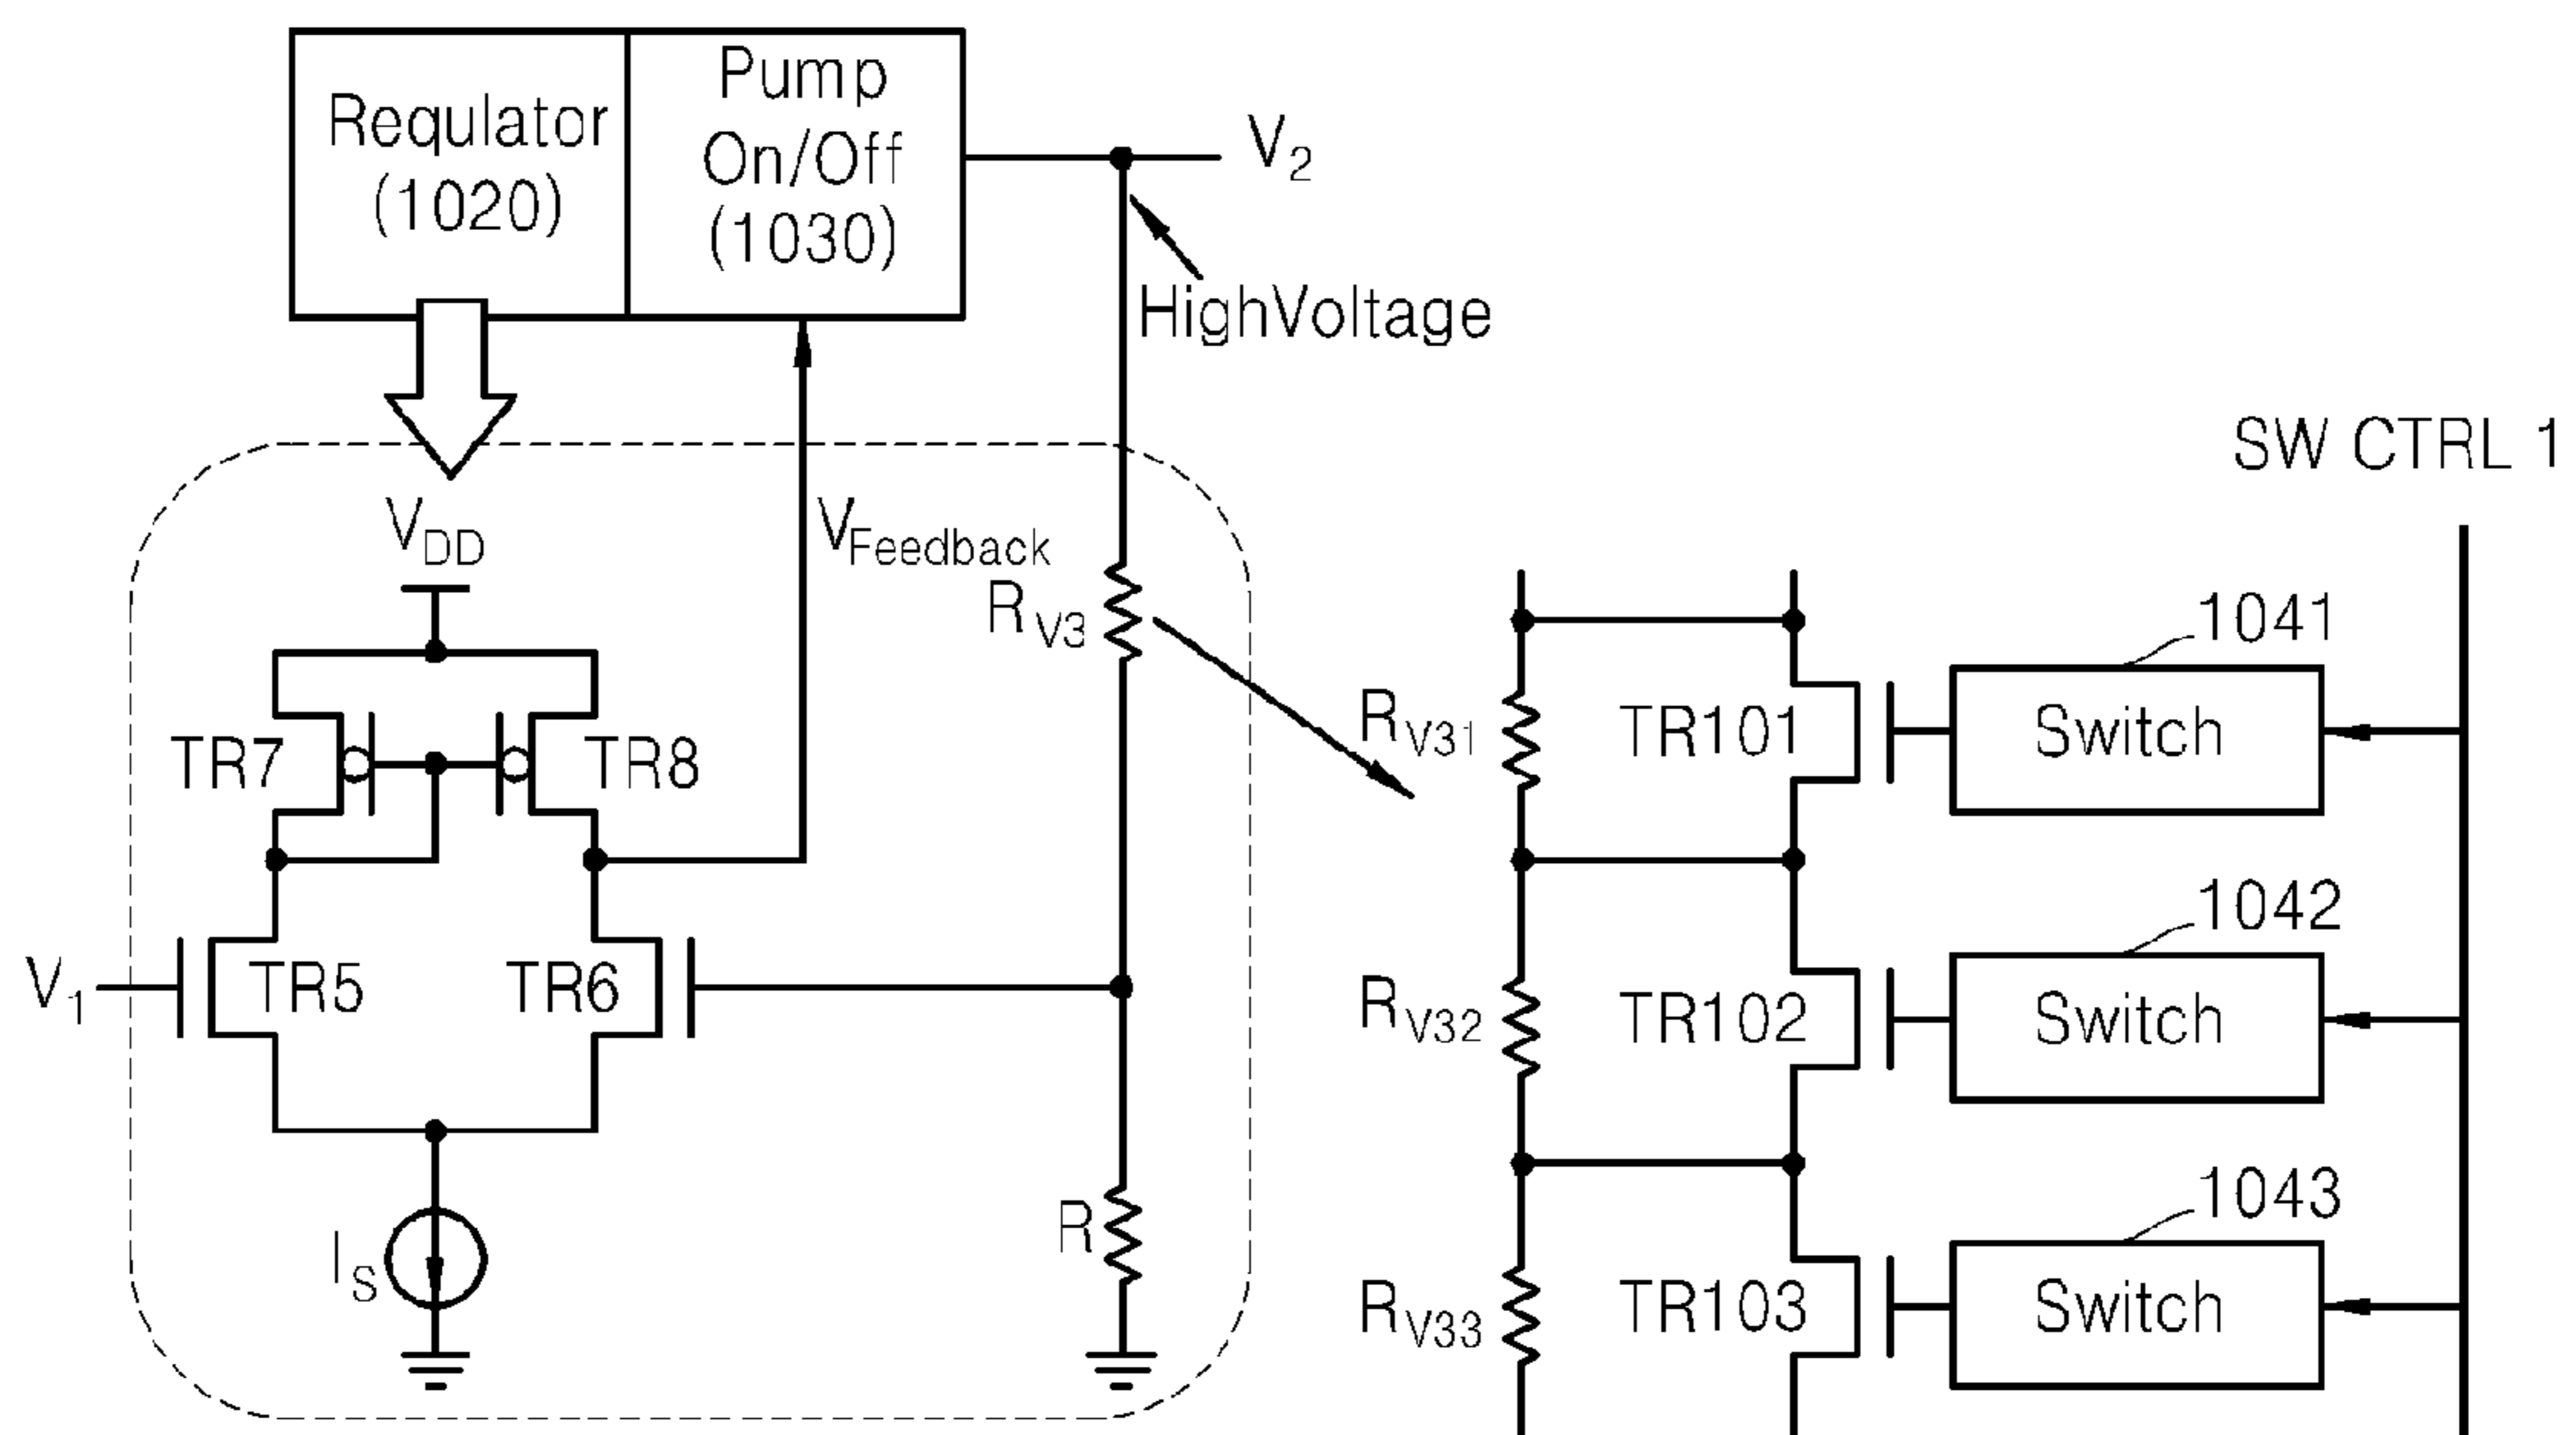 Requlator
(1020)
Pump
On/Off
(1030)
V2
HighVoltage
SW CTRL 1
VDD
VFeedback
RV3
TR7
TR8
V1
TR5
TR6
IS
R
RV31
TR101
Switch
1041
RV32
TR102
Switch
1042
RV33
TR103
Switch
1043